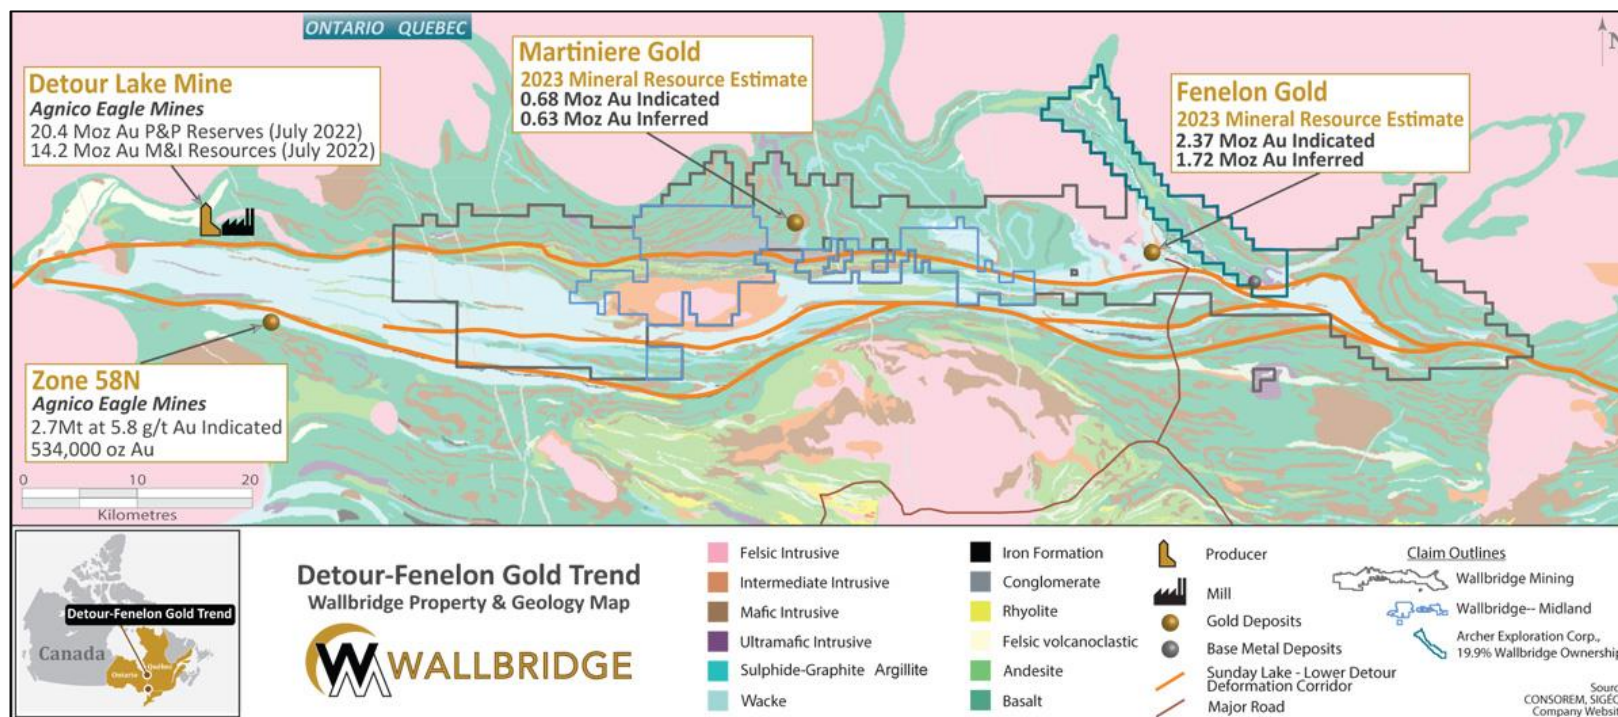 ONTARIO QUEBEC
N
Detour Lake Mine
Agnico Eagle Mines
20.4 Moz Au P&P Reserves (July 2022)
14.2 Moz Au M&I Resources (July 2022)
Martiniere Gold
2023 Mineral Resource Estimate
0.68 Moz Au Indicated
0.63 Moz Au Inferred
Fenelon Gold
2023 Mineral Resource Estimate
2.37 Moz Au Indicated
1.72 Moz Au Inferred
Zone 58N
Agnico Eagle Mines
2.7Mt at 5.8 g/t Au Indicated
534,000 oz Au
0 10 20
Kilometres
Detour-Fenelon Gold Trend
Canada
Québec
Ontario
Detour-Fenelon Gold Trend
Wallbridge Property & Geology Map
WALLBRIDGE
Felsic Intrusive
Intermediate Intrusive
Mafic Intrusive
Ultramafic Intrusive
Sulphide-Graphite Argillite
Wacke
Iron Formation
Conglomerate
Rhyolite
Felsic volcanoclastic
Andesite
Basalt
Producer
Mill
Gold Deposits
Base Metal Deposits
Sunday Lake - Lower Detour
Deformation Corridor
Major Road
Claim Outlines
Wallbridge Mining
Wallbridge-- Midland
Archer Exploration Corp.,
19.9% Wallbridge Ownership
Sourc
CONSOREM, SIGÉO
Company Websit